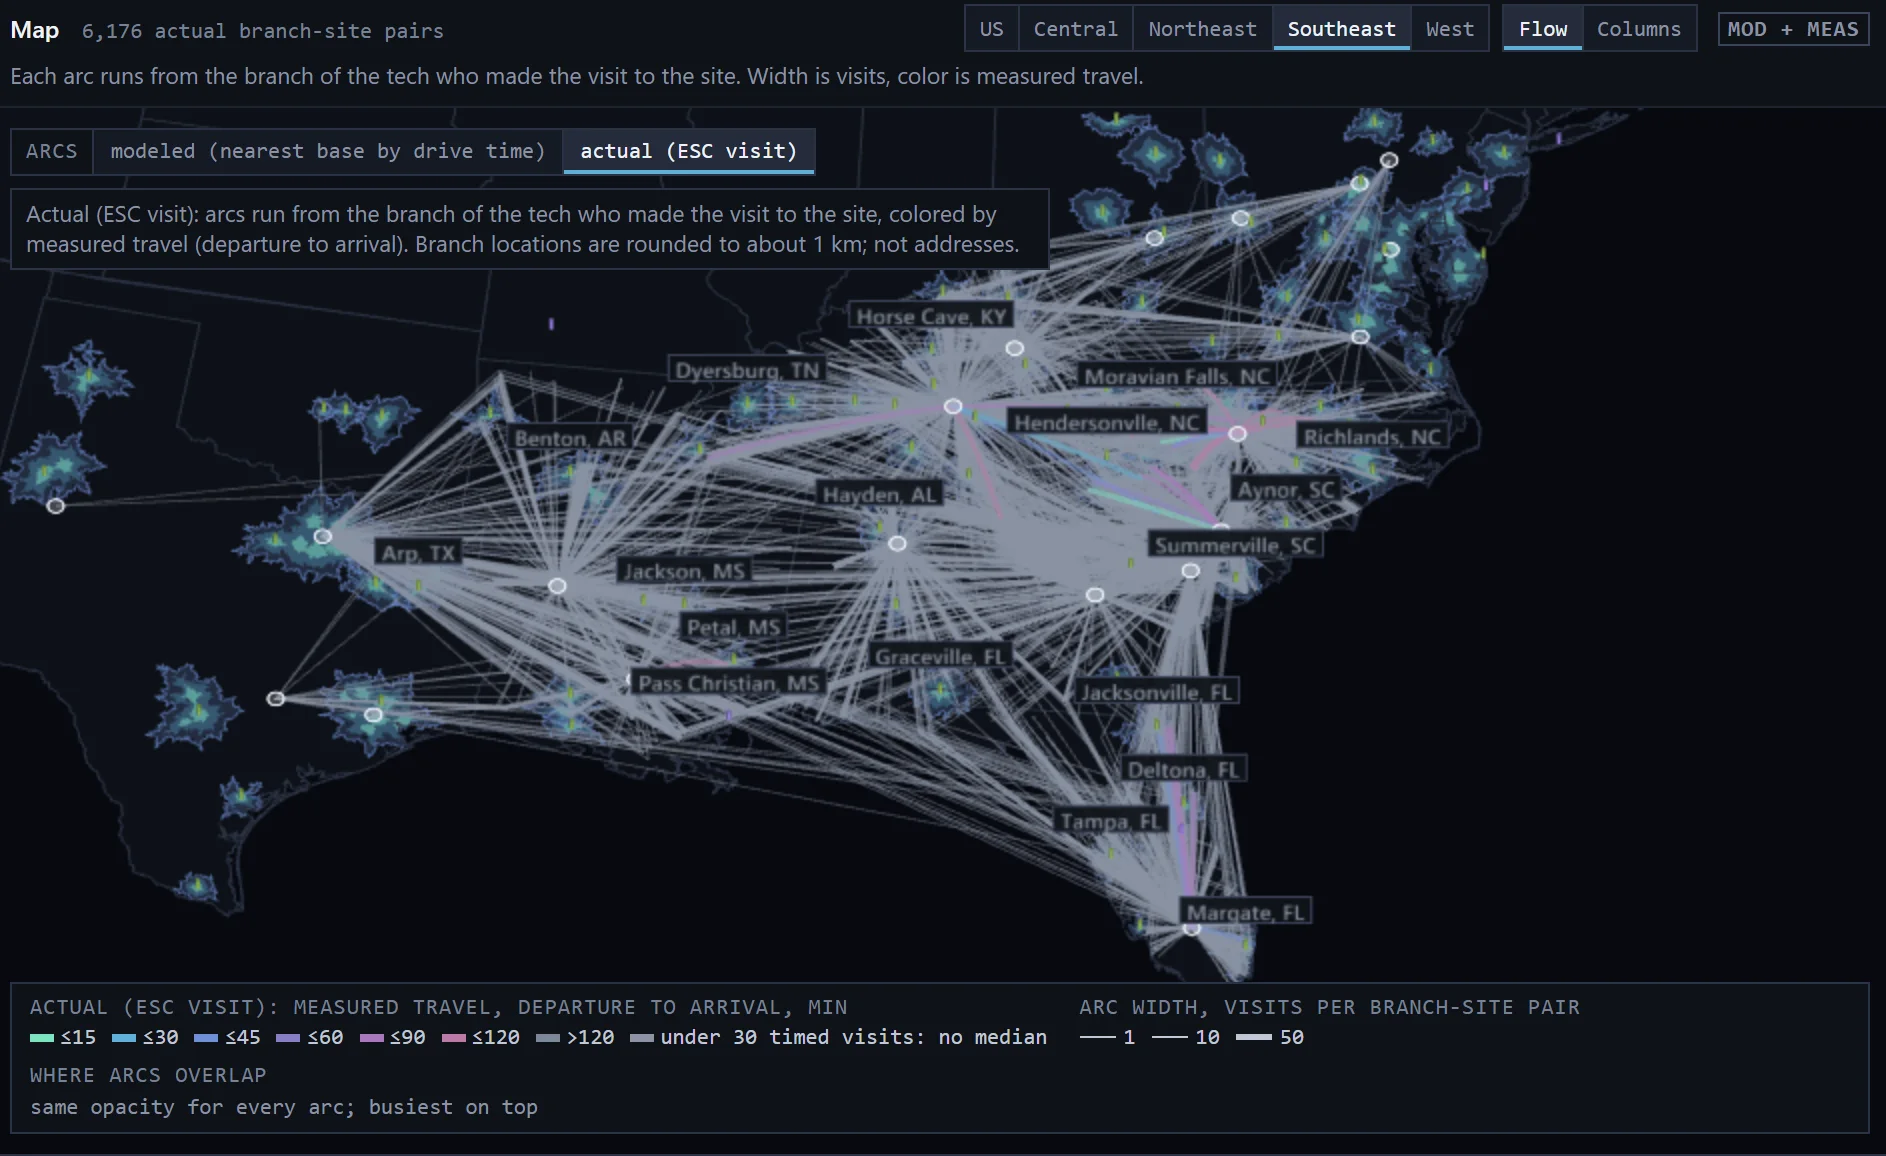 Map 6,176 actual branch-site pairs
US Central Northeast Southeast West Flow Columns MOD + MEAS
Each arc runs from the branch of the tech who made the visit to the site. Width is visits, color is measured travel.
ARCS modeled (nearest base by drive time) actual (ESC visit)
Actual (ESC visit): arcs run from the branch of the tech who made the visit to the site, colored by
measured travel (departure to arrival). Branch locations are rounded to about 1 km; not addresses.
Horse Cave, KY
Dyersburg, TN
Moravian Falls, NC
Hendersonvlle, NC
Benton, AR
Richlands, NC
Hayden, AL
Aynor, SC
Arp, TX
Summerville, SC
Jackson, MS
Petal, MS
Graceville, FL
Pass Christian, MS
Jacksonville, FL
Deltona, FL
Tampa, FL
Margate, FL
ACTUAL (ESC VISIT): MEASURED TRAVEL, DEPARTURE TO ARRIVAL, MIN
≤15 ≤30 ≤45 ≤60 ≤90 ≤120 >120 under 30 timed visits: no median
ARC WIDTH, VISITS PER BRANCH-SITE PAIR
1 10 50
WHERE ARCS OVERLAP
same opacity for every arc; busiest on top